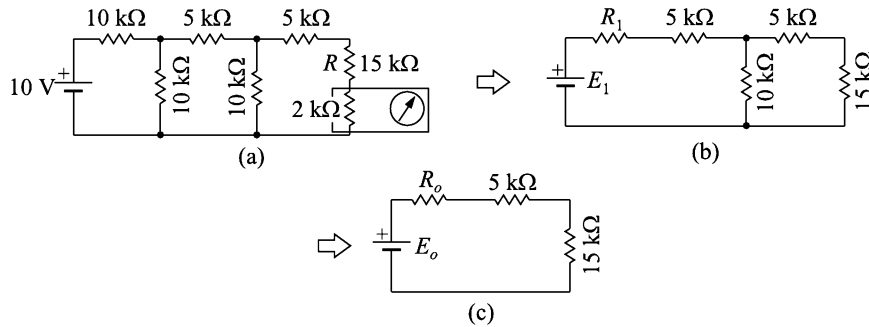 10 kΩ 5 kΩ 5 kΩ
R 15 kΩ
10 V + 10 kΩ 10 kΩ
2 kΩ
(a)
R₁ 5 kΩ 5 kΩ
+ E₁ 10 kΩ 15 kΩ
(b)
Rₒ 5 kΩ
+ Eₒ 15 kΩ
(c)